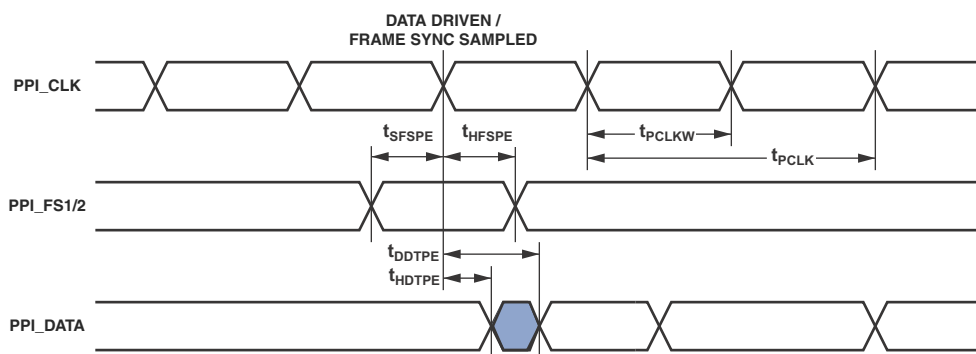 DATA DRIVEN /
FRAME SYNC SAMPLED
PPI_CLK
tSFSPE
tHFSPE
tPCLKW
tPCLK
PPI_FS1/2
tDDTPE
tHDTPE
PPI_DATA